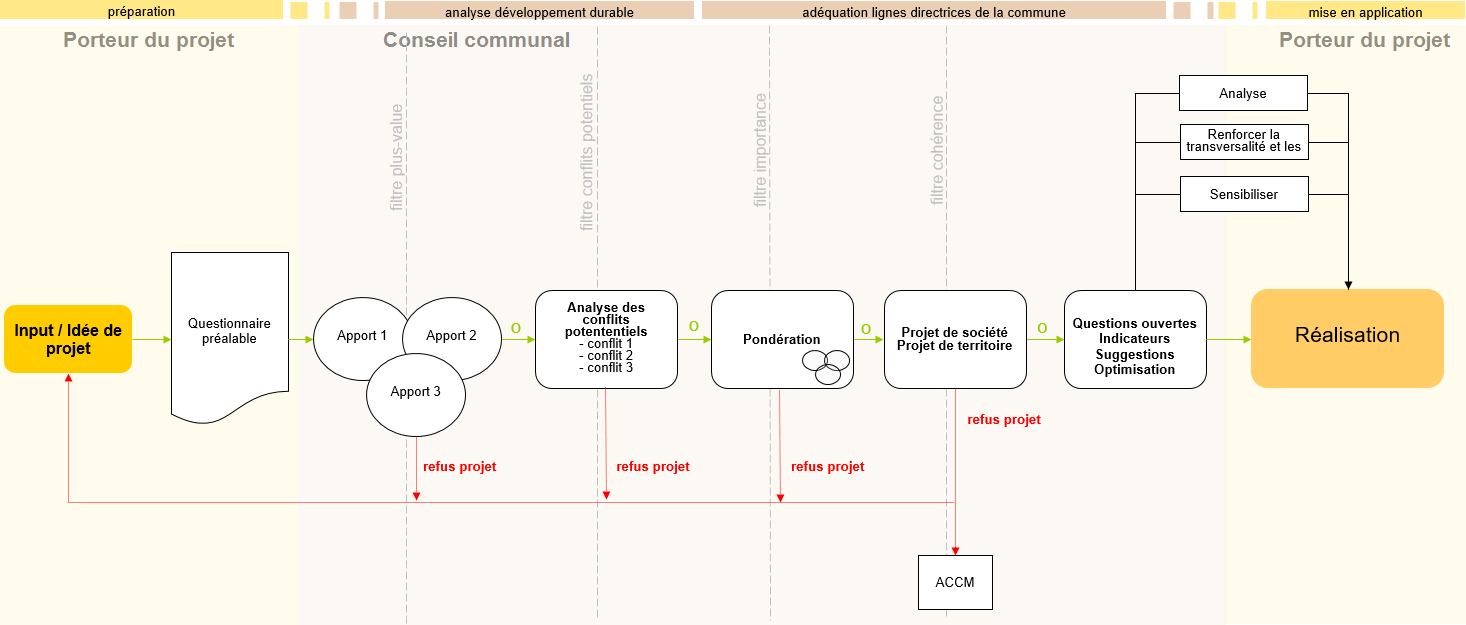 préparation
analyse développement durable
adéquation lignes directrices de la commune
mise en application
Porteur du projet
Conseil communal
Porteur du projet
filtre plus-value
filtre conflits potentiels
filtre importance
filtre cohérence
Analyse
Renforcer la
transversalité et les
Sensibiliser
Input / Idée de
projet
Questionnaire
préalable
Apport 1
Apport 2
Apport 3
O
Analyse des
conflits
potententiels
- conflit 1
- conflit 2
- conflit 3
O
Pondération
O
Projet de société
Projet de territoire
O
Questions ouvertes
Indicateurs
Suggestions
Optimisation
Réalisation
refus projet
refus projet
refus projet
refus projet
ACCM